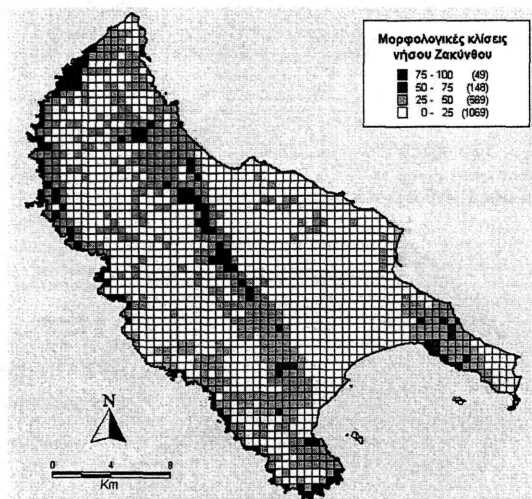 Μορφολογικές κλίσεις
νήσου Ζακύνθου
75 - 100 (49)
50 - 75 (148)
25 - 50 (569)
0 - 25 (1069)
N
0 4 8
Km